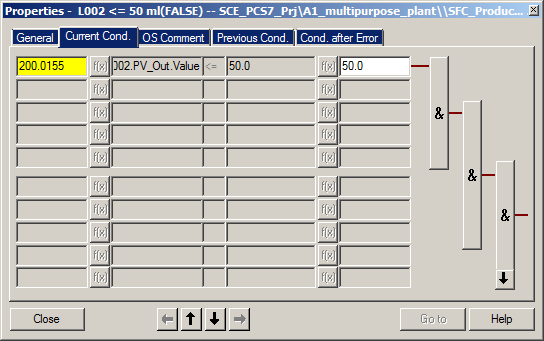 Properties -  L002 <= 50 ml(FALSE) -- SCE_PCS7_Prj\A1_multipurpose_plant\\SFC_Produc...
General Current Cond. OS Comment Previous Cond. Cond. after Error
200.0155 f(x) 002.PV_Out.Value <= 50.0 f(x) 50.0
f(x) f(x)
f(x) f(x) &
f(x) f(x)
f(x) f(x) &
f(x) f(x)
f(x) f(x) &
f(x) f(x)
f(x) f(x)
f(x) f(x)
Close Go to Help